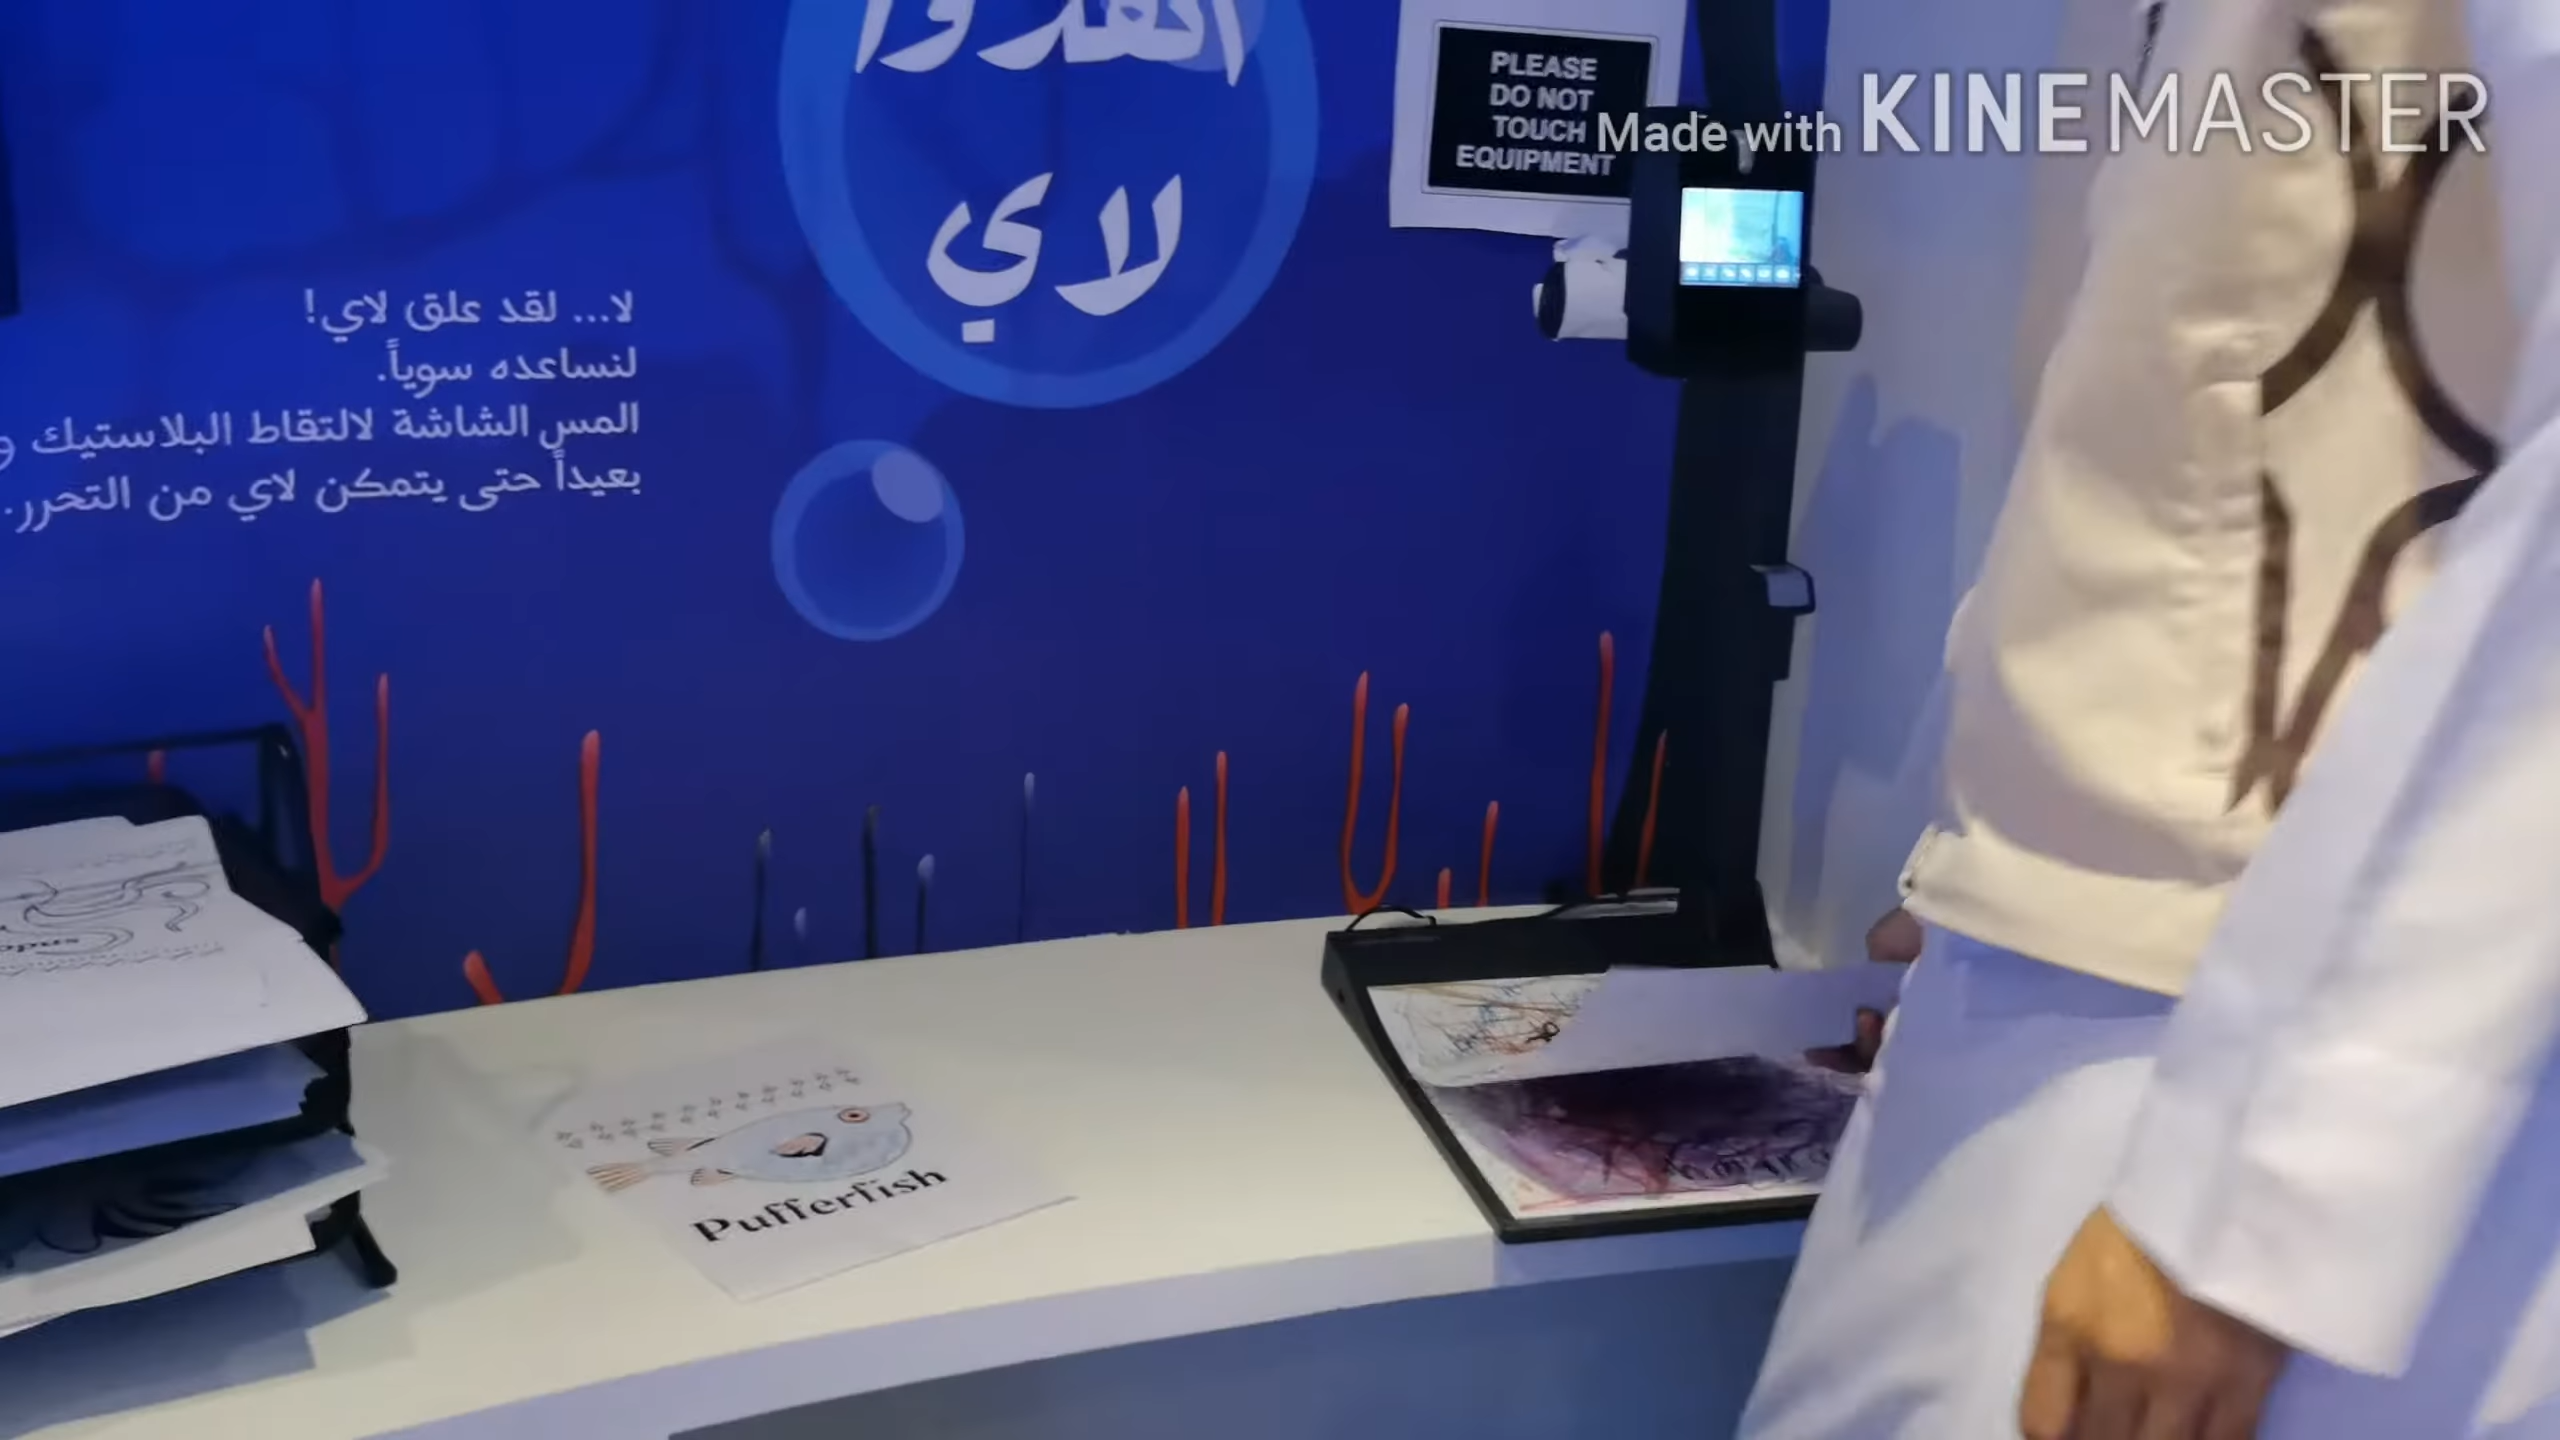 أنقذوا
لاي
لا... لقد علق لاي!
لنساعده سوياً.
المس الشاشة لالتقاط البلاستيك و
بعيداً حتى يتمكن لاي من التحرر.
PLEASE
DO NOT
TOUCH
EQUIPMENT
Made with KINEMASTER
Pufferfish